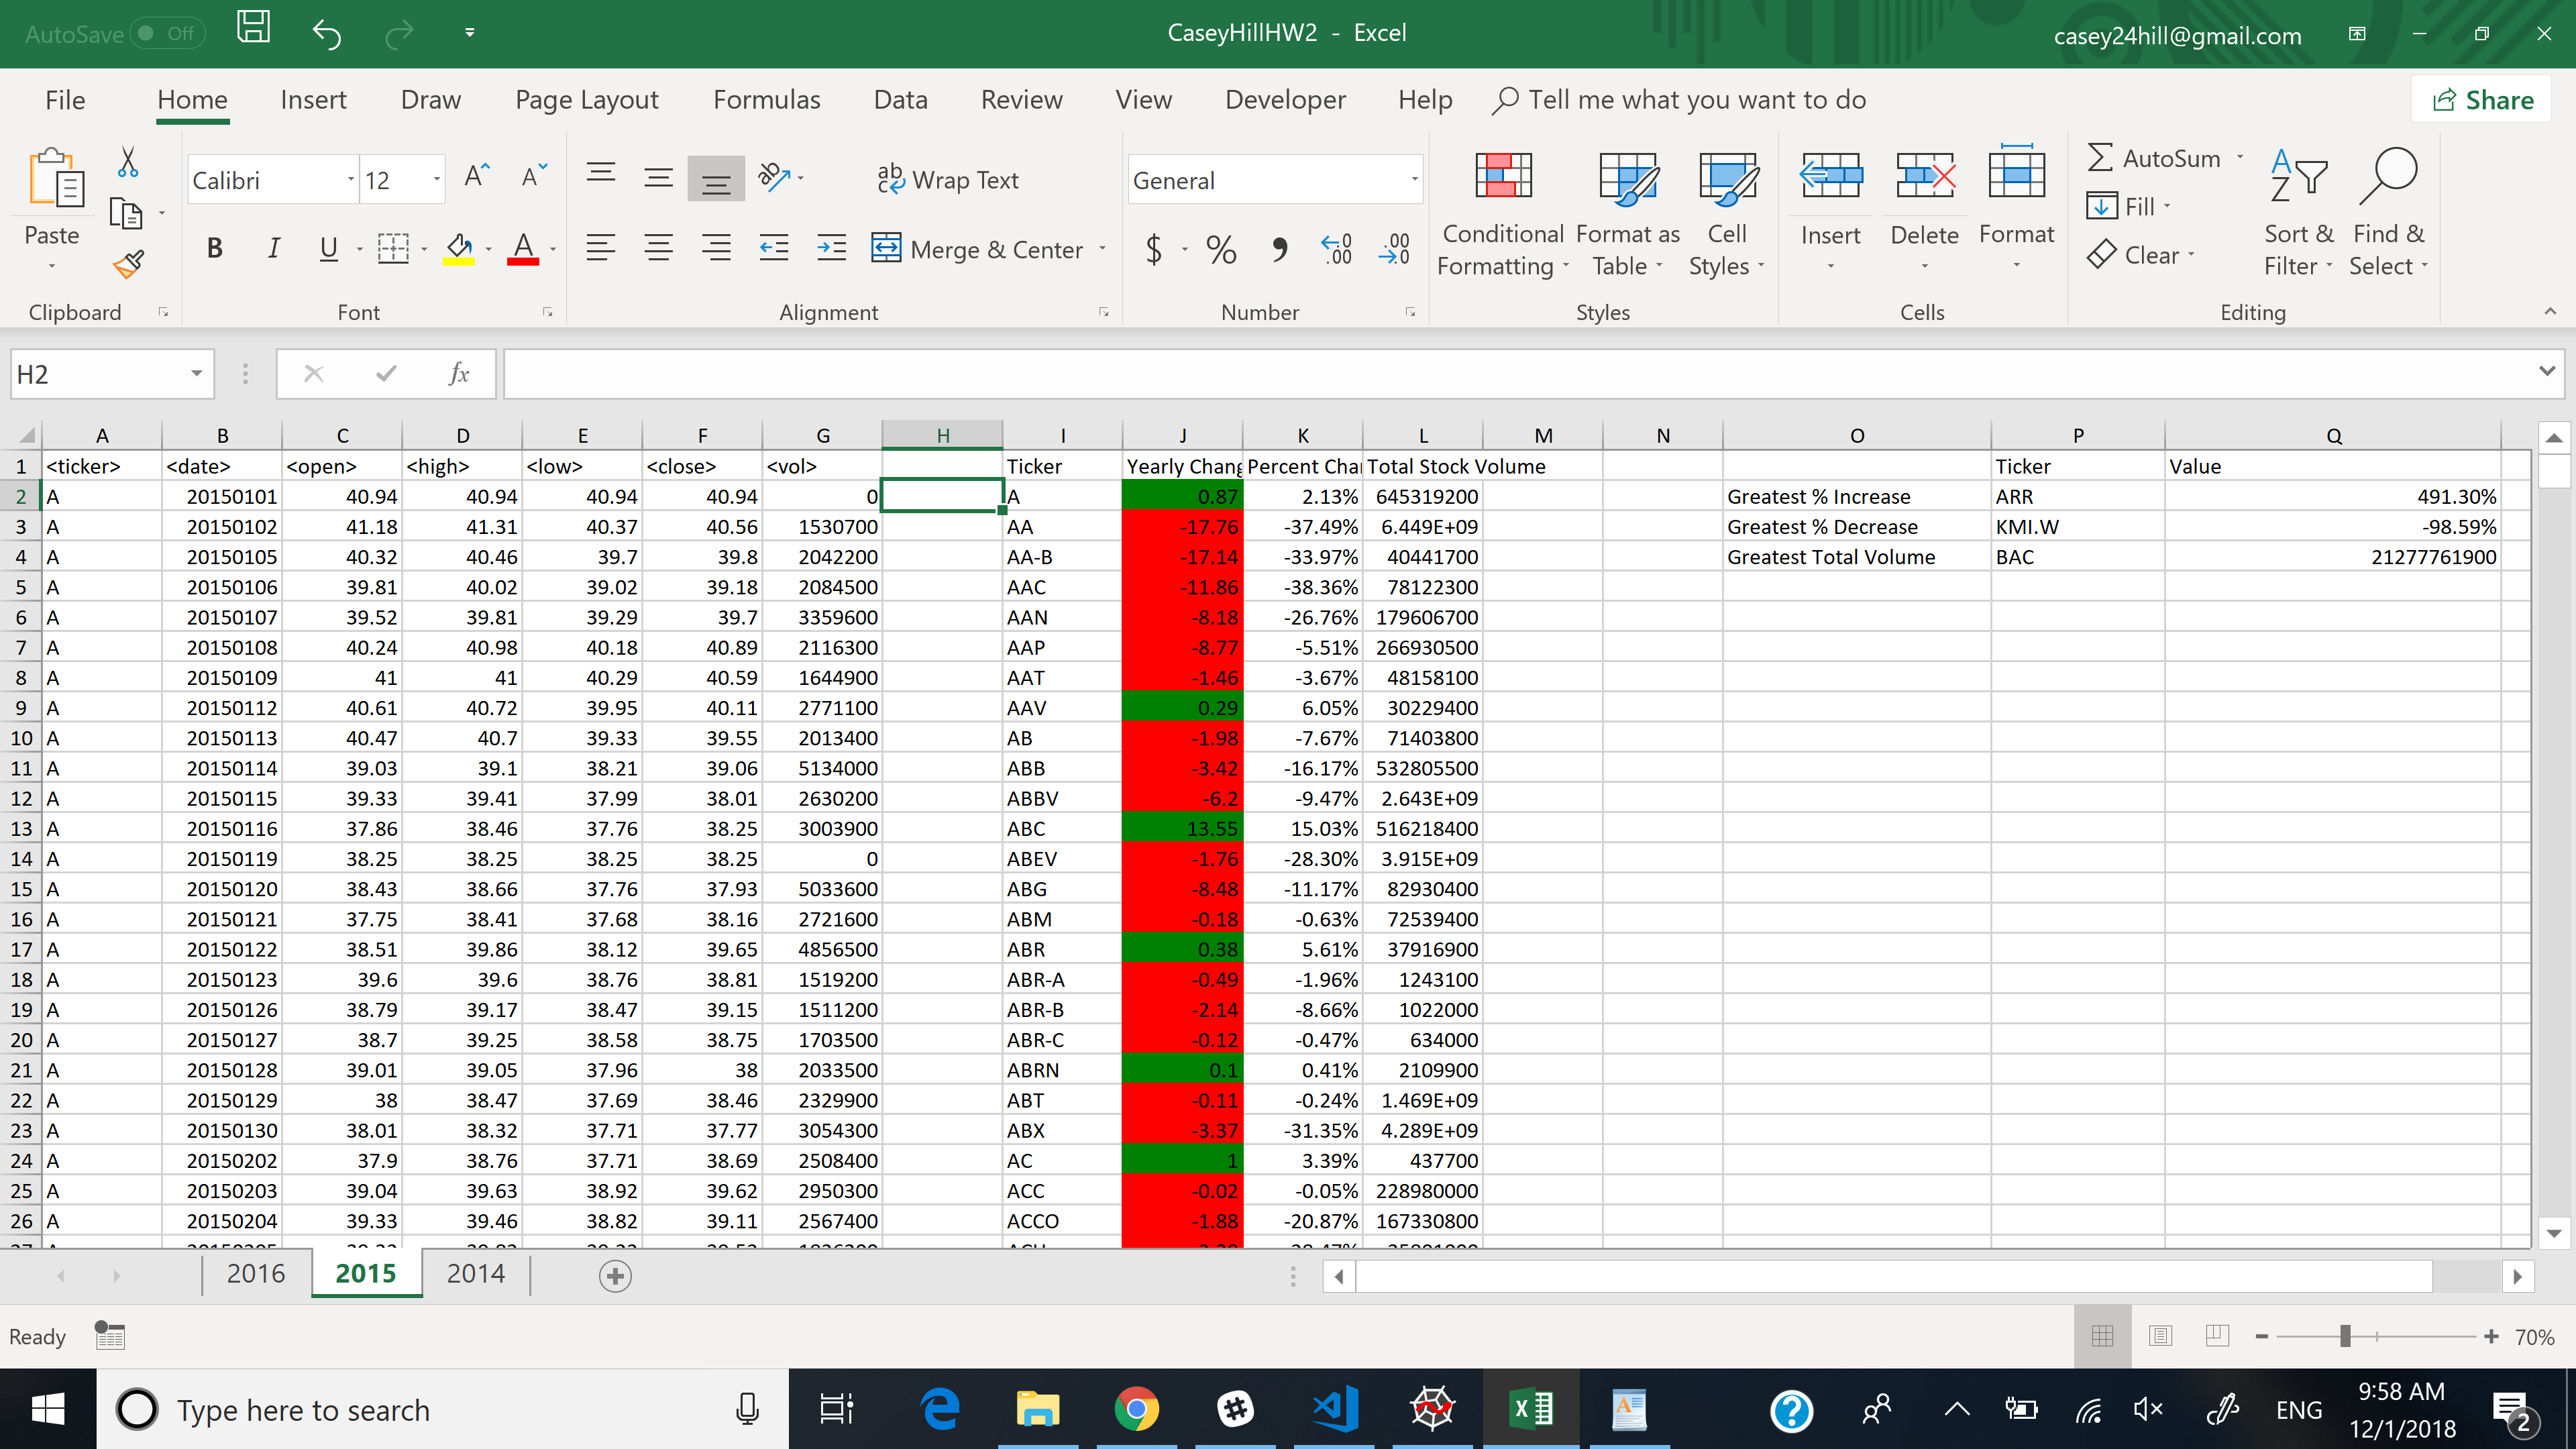 AutoSave Off CaseyHillHW2 - Excel casey24hill@gmail.com
File Home Insert Draw Page Layout Formulas Data Review View Developer Help Tell me what you want to do Share
Paste Calibri 12 Wrap Text General Conditional Formatting Format as Table Cell Styles Insert Delete Format AutoSum Fill Clear Sort & Filter Find & Select
B I U A Merge & Center $ % , .00 .0
Clipboard Font Alignment Number Styles Cells Editing
H2 fx
A B C D E F G H I J K L M N O P Q
1 <ticker> <date> <open> <high> <low> <close> <vol> Ticker Yearly Chang Percent Cha Total Stock Volume Ticker Value
2 A 20150101 40.94 40.94 40.94 40.94 0 A 0.87 2.13% 645319200 Greatest % Increase ARR 491.30%
3 A 20150102 41.18 41.31 40.37 40.56 1530700 AA -17.76 -37.49% 6.449E+09 Greatest % Decrease KMI.W -98.59%
4 A 20150105 40.32 40.46 39.7 39.8 2042200 AA-B -17.14 -33.97% 40441700 Greatest Total Volume BAC 21277761900
5 A 20150106 39.81 40.02 39.02 39.18 2084500 AAC -11.86 -38.36% 78122300
6 A 20150107 39.52 39.81 39.29 39.7 3359600 AAN -8.18 -26.76% 179606700
7 A 20150108 40.24 40.98 40.18 40.89 2116300 AAP -8.77 -5.51% 266930500
8 A 20150109 41 41 40.29 40.59 1644900 AAT -1.46 -3.67% 48158100
9 A 20150112 40.61 40.72 39.95 40.11 2771100 AAV 0.29 6.05% 30229400
10 A 20150113 40.47 40.7 39.33 39.55 2013400 AB -1.98 -7.67% 71403800
11 A 20150114 39.03 39.1 38.21 39.06 5134000 ABB -3.42 -16.17% 532805500
12 A 20150115 39.33 39.41 37.99 38.01 2630200 ABBV -6.2 -9.47% 2.643E+09
13 A 20150116 37.86 38.46 37.76 38.25 3003900 ABC 13.55 15.03% 516218400
14 A 20150119 38.25 38.25 38.25 38.25 0 ABEV -1.76 -28.30% 3.915E+09
15 A 20150120 38.43 38.66 37.76 37.93 5033600 ABG -8.48 -11.17% 82930400
16 A 20150121 37.75 38.41 37.68 38.16 2721600 ABM -0.18 -0.63% 72539400
17 A 20150122 38.51 39.86 38.12 39.65 4856500 ABR 0.38 5.61% 37916900
18 A 20150123 39.6 39.6 38.76 38.81 1519200 ABR-A -0.49 -1.96% 1243100
19 A 20150126 38.79 39.17 38.47 39.15 1511200 ABR-B -2.14 -8.66% 1022000
20 A 20150127 38.7 39.25 38.58 38.75 1703500 ABR-C -0.12 -0.47% 634000
21 A 20150128 39.01 39.05 37.96 38 2033500 ABRN 0.1 0.41% 2109900
22 A 20150129 38 38.47 37.69 38.46 2329900 ABT -0.11 -0.24% 1.469E+09
23 A 20150130 38.01 38.32 37.71 37.77 3054300 ABX -3.37 -31.35% 4.289E+09
24 A 20150202 37.9 38.76 37.71 38.69 2508400 AC 1 3.39% 437700
25 A 20150203 39.04 39.63 38.92 39.62 2950300 ACC -0.02 -0.05% 228980000
26 A 20150204 39.33 39.46 38.82 39.11 2567400 ACCO -1.88 -20.87% 167330800
2016 2015 2014
Ready 70%
Type here to search ENG 9:58 AM
12/1/2018 2